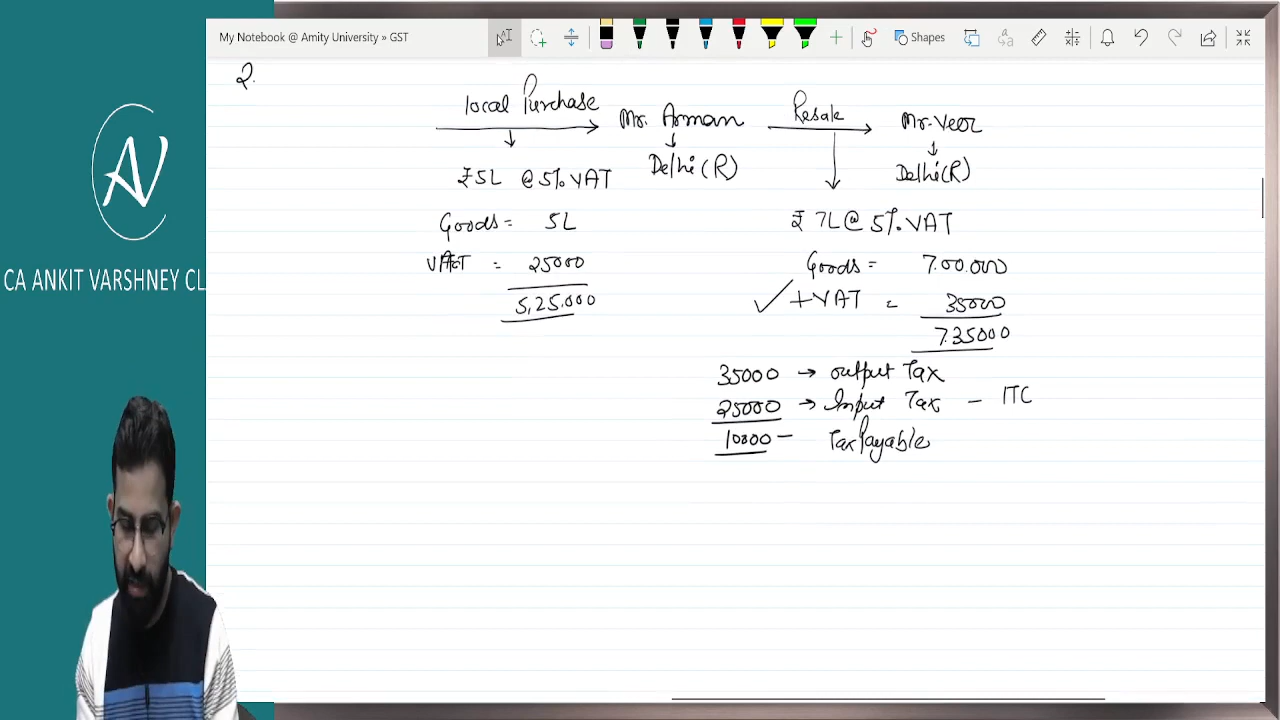 My Notebook @ Amity University » GST
Shapes
AV
CA ANKIT VARSHNEY CL
2.
local Purchase
Mr. Arman
Resale
Mr. Veer
Delhi (R)
Delhi (R)
₹5L @ 5% VAT
₹ 7L @ 5% VAT
Goods = 5L
Goods = 7.00.000
VAT = 25000
+ VAT = 35000
5,25.000
7.35000
35000 → output Tax
25000 → Input Tax - ITC
10000 - Tax Payable